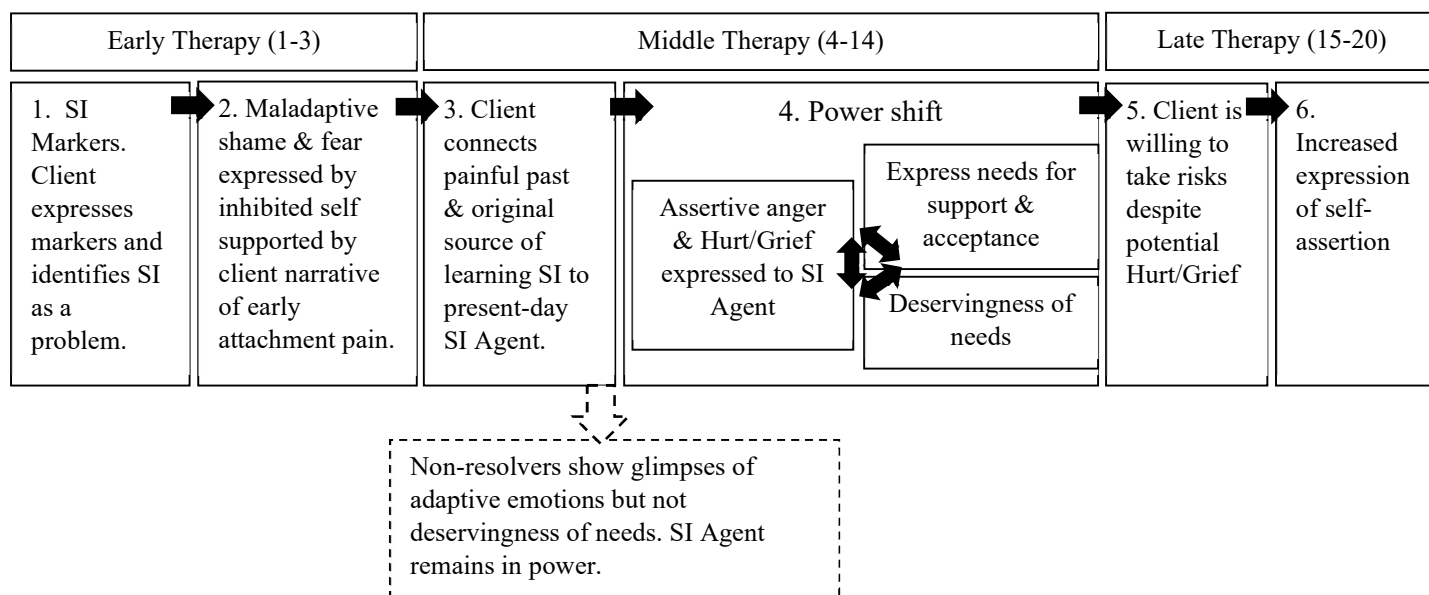 Early Therapy (1-3)
Middle Therapy (4-14)
Late Therapy (15-20)
1. SI
Markers.
Client
expresses
markers and
identifies SI
as a
problem.
2. Maladaptive
shame & fear
expressed by
inhibited self
supported by
client narrative
of early
attachment pain.
3. Client
connects
painful past
& original
source of
learning SI to
present-day
SI Agent.
4. Power shift
Assertive anger
& Hurt/Grief
expressed to SI
Agent
Express needs for
support &
acceptance
Deservingness of
needs
5. Client is
willing to
take risks
despite
potential
Hurt/Grief
6.
Increased
expression
of self-
assertion
Non-resolvers show glimpses of
adaptive emotions but not
deservingness of needs. SI Agent
remains in power.